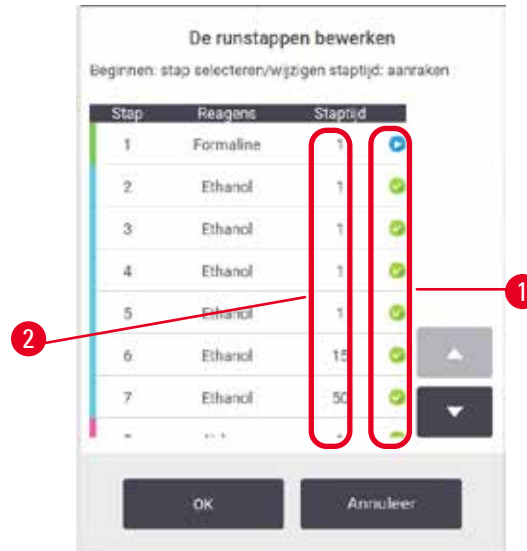 De runstappen bewerken
Beginnen: stap selecteren/wijzigen staptijd: aanraken
Stap Reagens Staptijd
1 Formaline 1
2 Ethanol 1
3 Ethanol 1
4 Ethanol 1
1
5 Ethanol 1
2
6 Ethanol 15
7 Ethanol 50
OK Annuleer